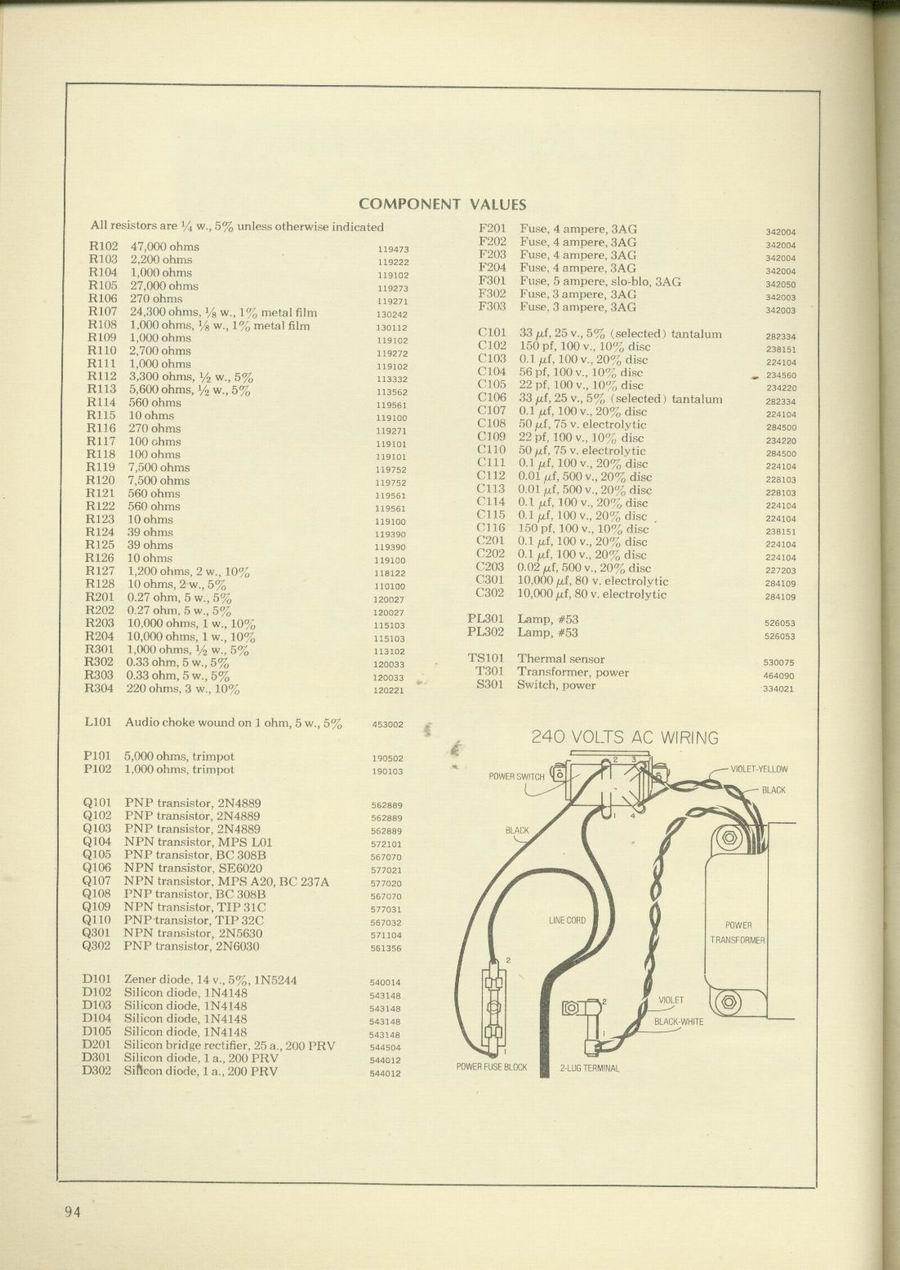 COMPONENT VALUES
All resistors are ¼ w., 5% unless otherwise indicated
R102 47,000 ohms 119473
R103 2,200 ohms 119222
R104 1,000 ohms 119102
R105 27,000 ohms 119273
R106 270 ohms 119271
R107 24,300 ohms, ⅛ w., 1% metal film 130242
R108 1,000 ohms, ⅛ w., 1% metal film 130112
R109 1,000 ohms 119102
R110 2,700 ohms 119272
R111 1,000 ohms 119102
R112 3,300 ohms, ½ w., 5% 113332
R113 5,600 ohms, ½ w., 5% 113562
R114 560 ohms 119561
R115 10 ohms 119100
R116 270 ohms 119271
R117 100 ohms 119101
R118 100 ohms 119101
R119 7,500 ohms 119752
R120 7,500 ohms 119752
R121 560 ohms 119561
R122 560 ohms 119561
R123 10 ohms 119100
R124 39 ohms 119390
R125 39 ohms 119390
R126 10 ohms 119100
R127 1,200 ohms, 2 w., 10% 118122
R128 10 ohms, 2 w., 5% 110100
R201 0.27 ohm, 5 w., 5% 120027
R202 0.27 ohm, 5 w., 5% 120027
R203 10,000 ohms, 1 w., 10% 115103
R204 10,000 ohms, 1 w., 10% 115103
R301 1,000 ohms, ½ w., 5% 113102
R302 0.33 ohm, 5 w., 5% 120033
R303 0.33 ohm, 5 w., 5% 120033
R304 220 ohms, 3 w., 10% 120221
L101 Audio choke wound on 1 ohm, 5 w., 5% 453002
P101 5,000 ohms, trimpot 190502
P102 1,000 ohms, trimpot 190103
Q101 PNP transistor, 2N4889 562889
Q102 PNP transistor, 2N4889 562889
Q103 PNP transistor, 2N4889 562889
Q104 NPN transistor, MPS L01 572101
Q105 PNP transistor, BC 308B 567070
Q106 NPN transistor, SE6020 577021
Q107 NPN transistor, MPS A20, BC 237A 577020
Q108 PNP transistor, BC 308B 567070
Q109 NPN transistor, TIP 31C 577031
Q110 PNP transistor, TIP 32C 567032
Q301 NPN transistor, 2N5630 571104
Q302 PNP transistor, 2N6030 561356
D101 Zener diode, 14 v., 5%, 1N5244 540014
D102 Silicon diode, 1N4148 543148
D103 Silicon diode, 1N4148 543148
D104 Silicon diode, 1N4148 543148
D105 Silicon diode, 1N4148 543148
D201 Silicon bridge rectifier, 25 a., 200 PRV 544504
D301 Silicon diode, 1 a., 200 PRV 544012
D302 Silicon diode, 1 a., 200 PRV 544012
F201 Fuse, 4 ampere, 3AG 342004
F202 Fuse, 4 ampere, 3AG 342004
F203 Fuse, 4 ampere, 3AG 342004
F204 Fuse, 4 ampere, 3AG 342004
F301 Fuse, 5 ampere, slo-blo, 3AG 342050
F302 Fuse, 3 ampere, 3AG 342003
F303 Fuse, 3 ampere, 3AG 342003
C101 33 μf, 25 v., 5% (selected) tantalum 282334
C102 150 pf, 100 v., 10% disc 238151
C103 0.1 μf, 100 v., 20% disc 224104
C104 56 pf, 100 v., 10% disc 234560
C105 22 pf, 100 v., 10% disc 234220
C106 33 μf, 25 v., 5% (selected) tantalum 282334
C107 0.1 μf, 100 v., 20% disc 224104
C108 50 μf, 75 v. electrolytic 284500
C109 22 pf, 100 v., 10% disc 234220
C110 50 μf, 75 v. electrolytic 284500
C111 0.1 μf, 100 v., 20% disc 224104
C112 0.01 μf, 500 v., 20% disc 228103
C113 0.01 μf, 500 v., 20% disc 228103
C114 0.1 μf, 100 v., 20% disc 224104
C115 0.1 μf, 100 v., 20% disc 224104
C116 150 pf, 100 v., 10% disc 238151
C201 0.1 μf, 100 v., 20% disc 224104
C202 0.1 μf, 100 v., 20% disc 224104
C203 0.02 μf, 500 v., 20% disc 227203
C301 10,000 μf, 80 v. electrolytic 284109
C302 10,000 μf, 80 v. electrolytic 284109
PL301 Lamp, #53 526053
PL302 Lamp, #53 526053
TS101 Thermal sensor 530075
T301 Transformer, power 464090
S301 Switch, power 334021
240 VOLTS AC WIRING
2 3
POWER SWITCH
VIOLET-YELLOW
BLACK
1 4
BLACK
LINE CORD
POWER
TRANSFORMER
2
2
VIOLET
BLACK-WHITE
1
1
POWER FUSE BLOCK
2-LUG TERMINAL
94